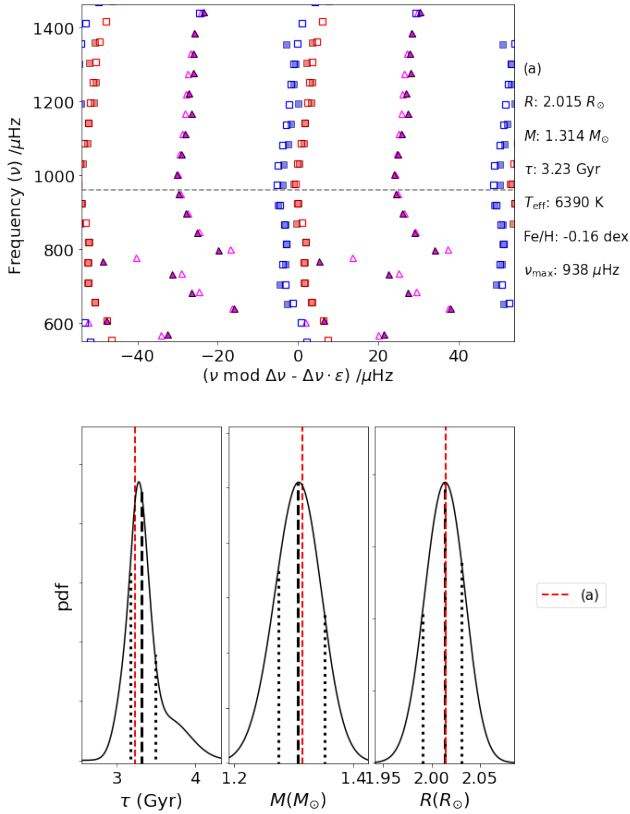 1400
1200
1000
800
600
Frequency (ν) /μHz
−40
−20
0
20
40
(ν mod Δν - Δν · ε) /μHz
(a)
R: 2.015 R⊙
M: 1.314 M⊙
τ: 3.23 Gyr
Teff: 6390 K
Fe/H: -0.16 dex
νmax: 938 μHz
pdf
3
4
τ (Gyr)
1.2
1.4
M(M⊙)
1.95
2.00
2.05
R(R⊙)
(a)